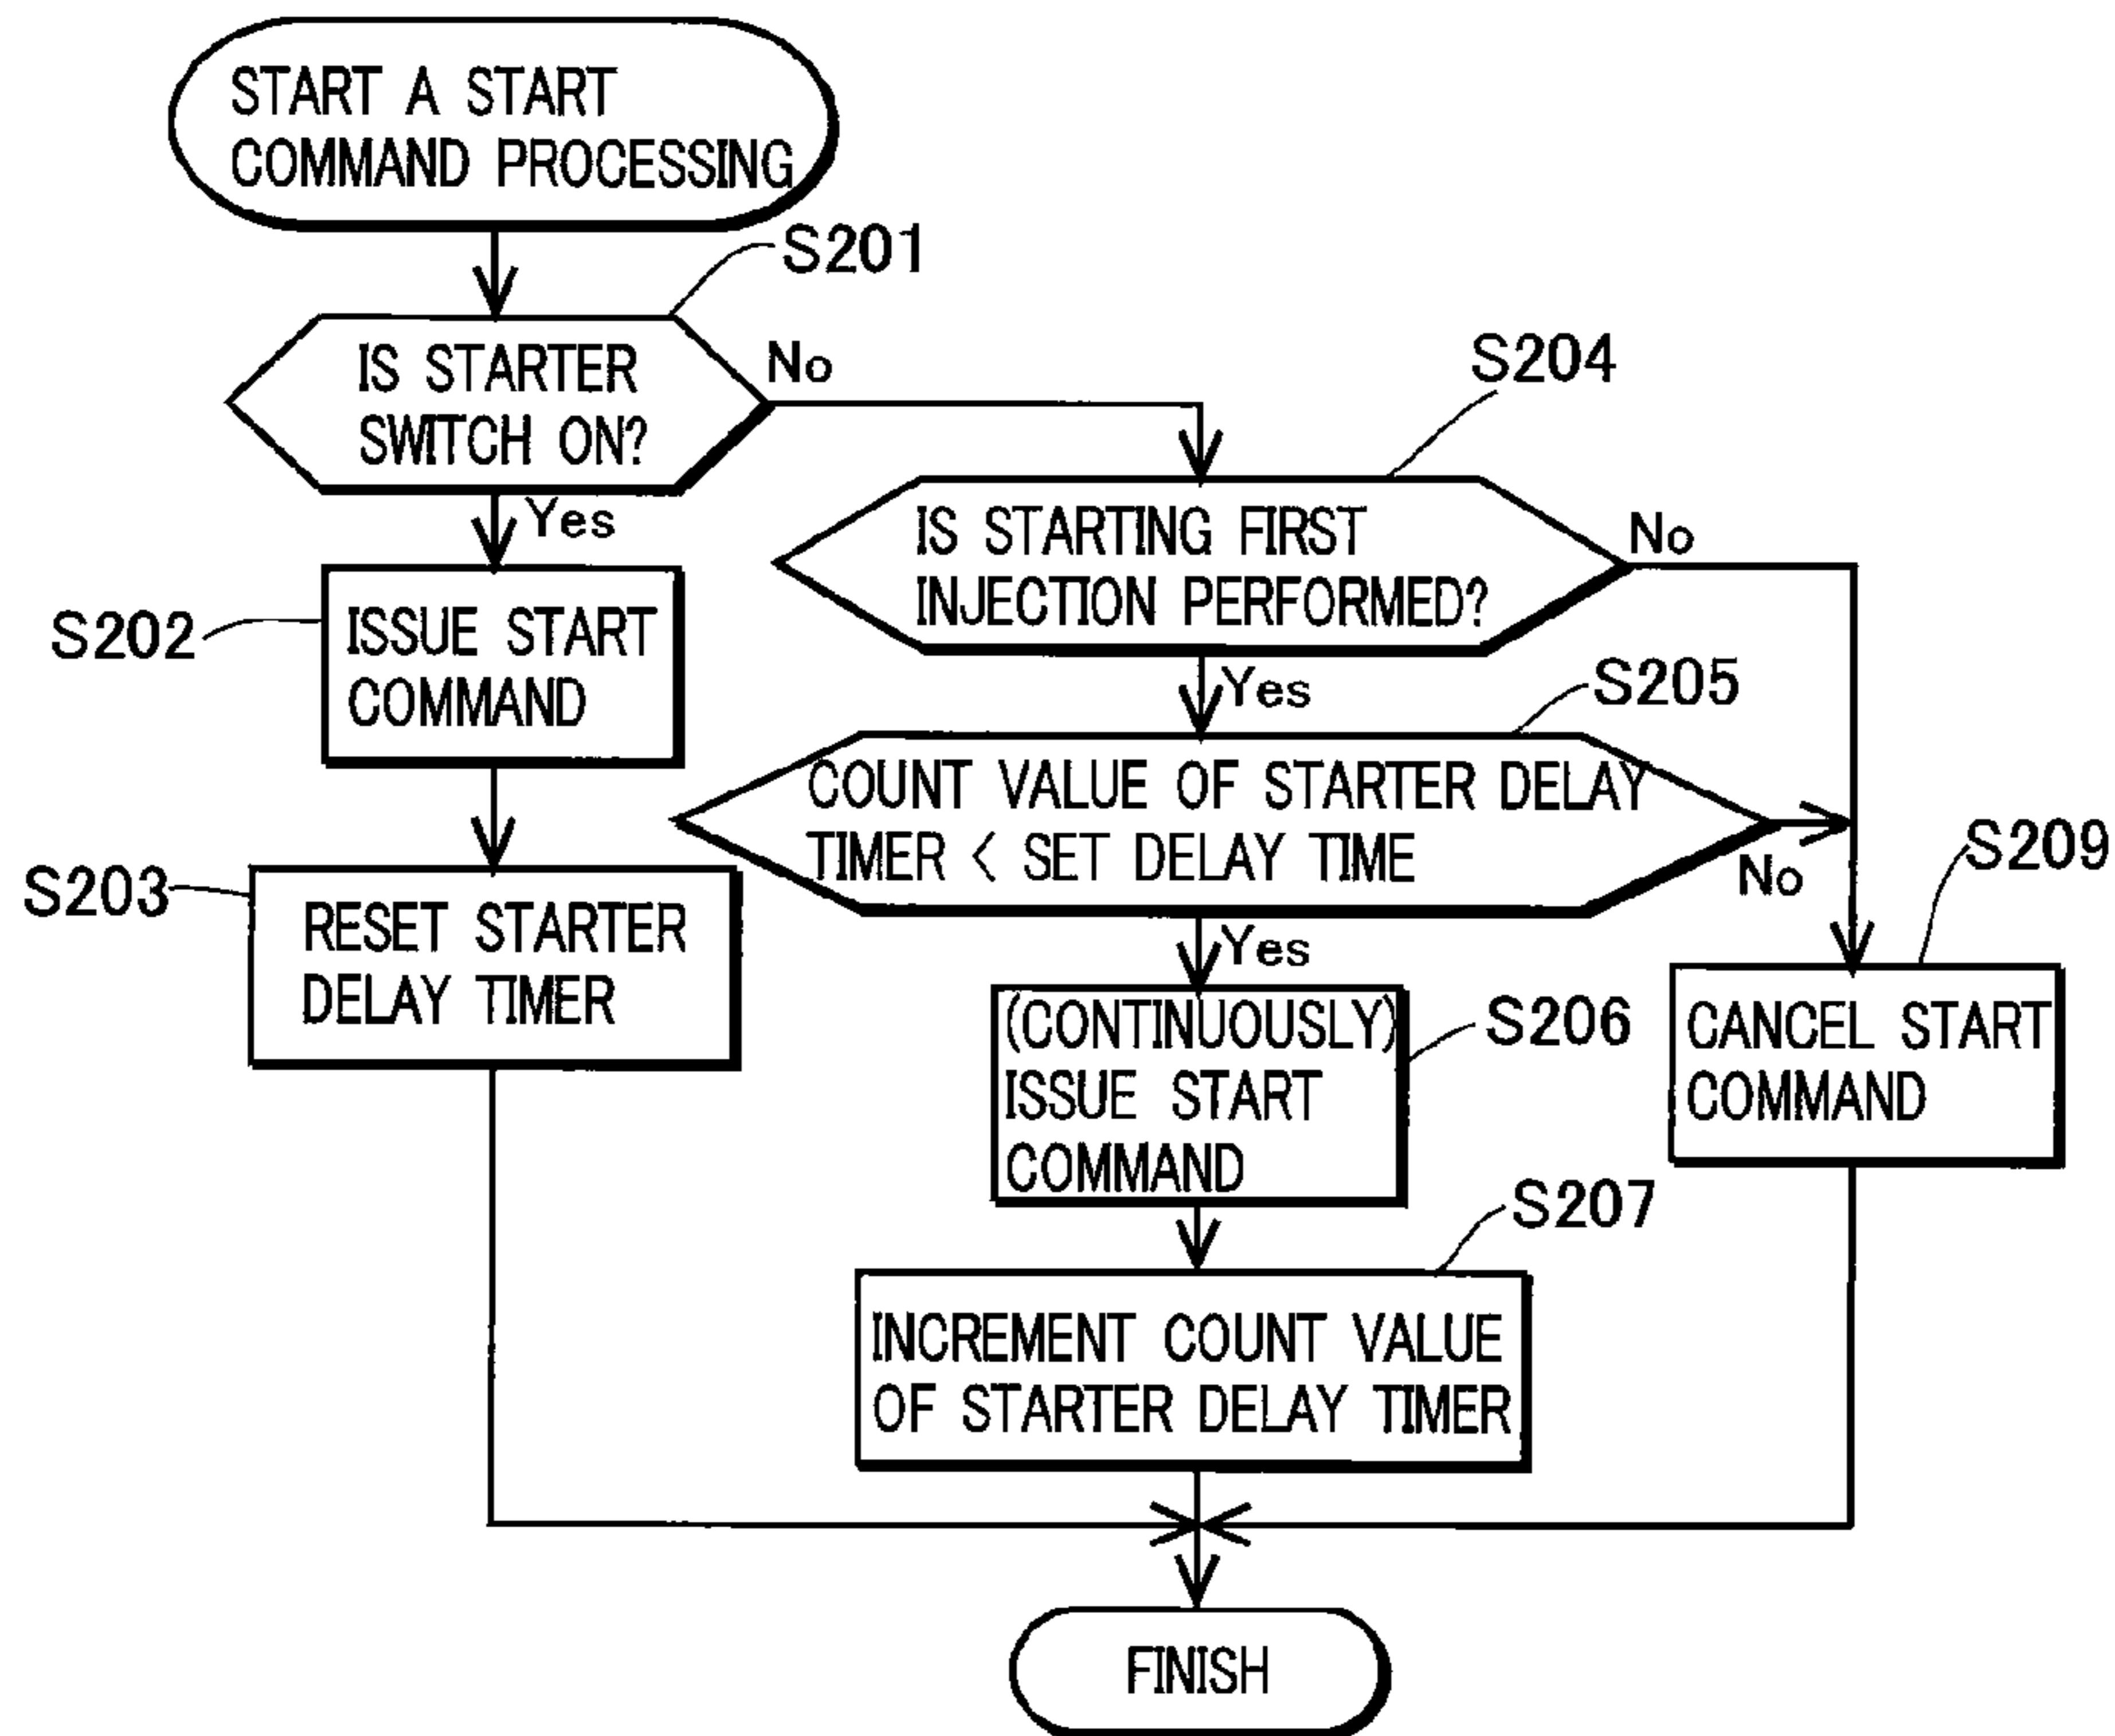 START A START
COMMAND PROCESSING
S201
IS STARTER
SWITCH ON?
No
Yes
S202
ISSUE START
COMMAND
S203
RESET STARTER
DELAY TIMER
S204
IS STARTING FIRST
INJECTION PERFORMED?
No
Yes
S205
COUNT VALUE OF STARTER DELAY
TIMER < SET DELAY TIME
No
Yes
S206
(CONTINUOUSLY)
ISSUE START
COMMAND
S207
INCREMENT COUNT VALUE
OF STARTER DELAY TIMER
S209
CANCEL START
COMMAND
FINISH